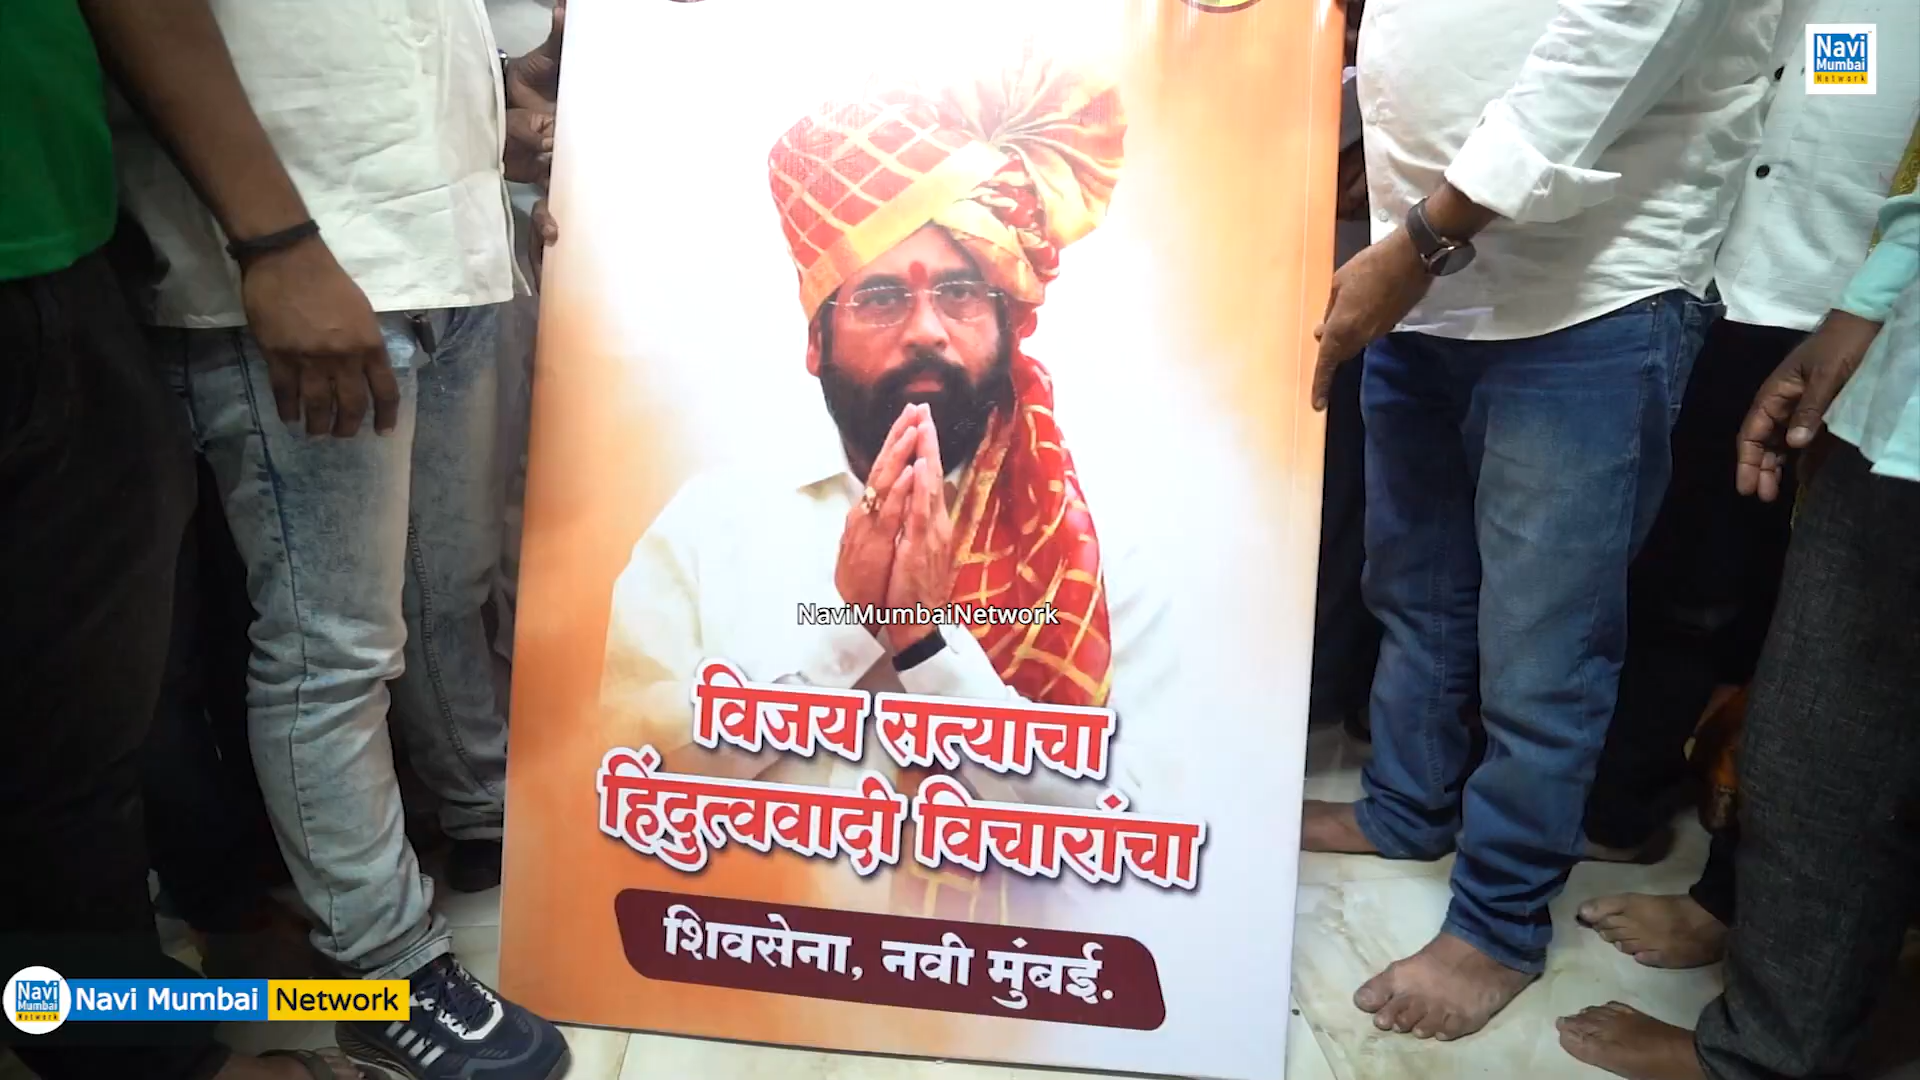 Navi
Mumbai
Network
NaviMumbaiNetwork
विजय सत्याचा
हिंदुत्ववादी विचारांचा
शिवसेना, नवी मुंबई.
Navi
Mumbai
Network
Navi Mumbai Network